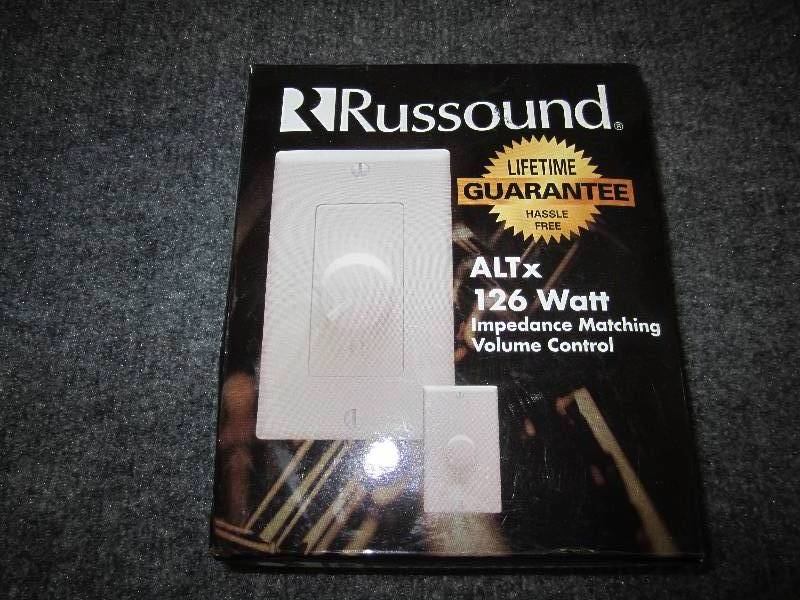 Russound®
LIFETIME
GUARANTEE
HASSLE
FREE
ALTx
126 Watt
Impedance Matching
Volume Control